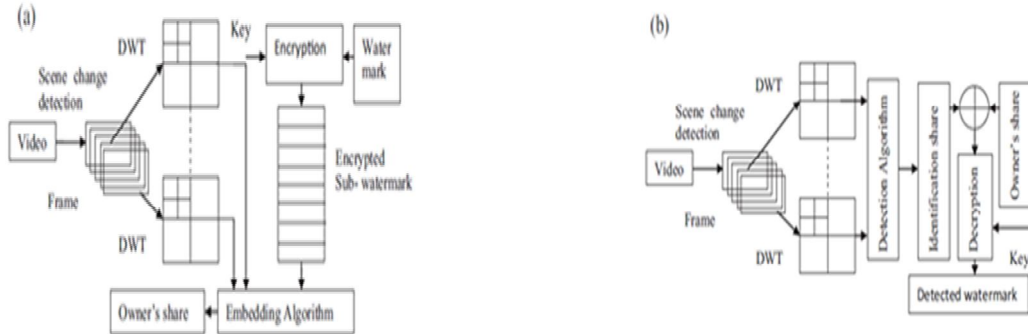 (a)
DWT
Key
Encryption
Water
mark
Scene change
detection
Video
Frame
Encrypted
Sub- watermark
DWT
Owner's share
Embedding Algorithm
(b)
DWT
Scene change
detection
Video
Frame
DWT
Detection Algorithm
Identification share
Decryption
Owner's share
Key
Detected watermark